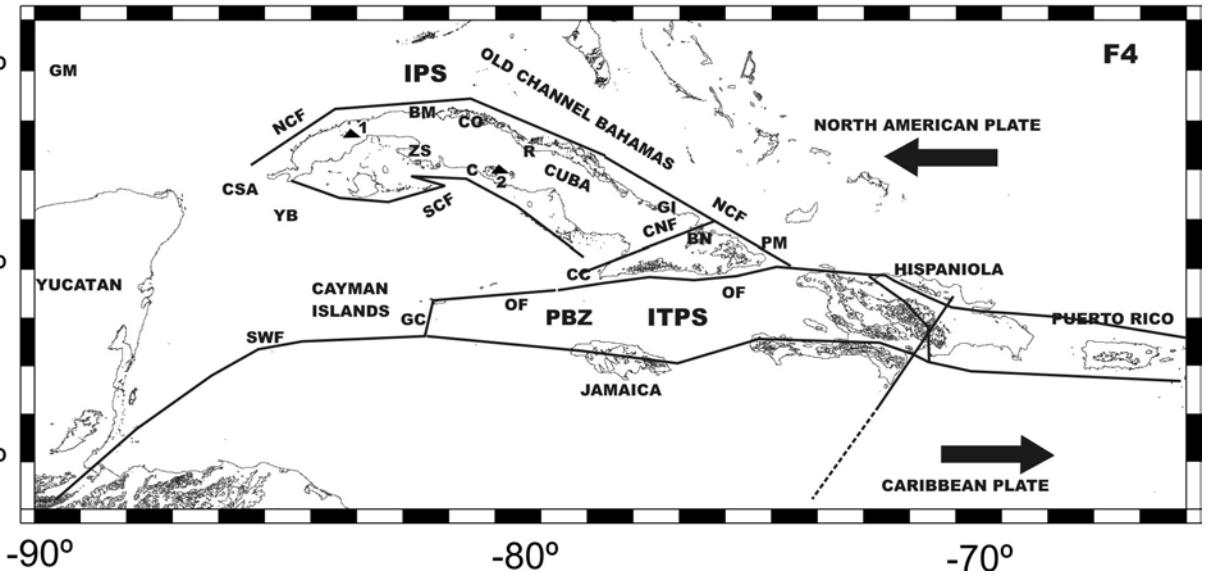 F4
GM
IPS
OLD CHANNEL BAHAMAS
NORTH AMERICAN PLATE
NCF
1
BM
CO
ZS
R
C
2
CUBA
CSA
YB
SCF
GI
NCF
CNF
BN
PM
CC
HISPANIOLA
YUCATAN
CAYMAN
ISLANDS
GC
OF
OF
PBZ
ITPS
PUERTO RICO
SWF
JAMAICA
CARIBBEAN PLATE
-90º
-80º
-70º